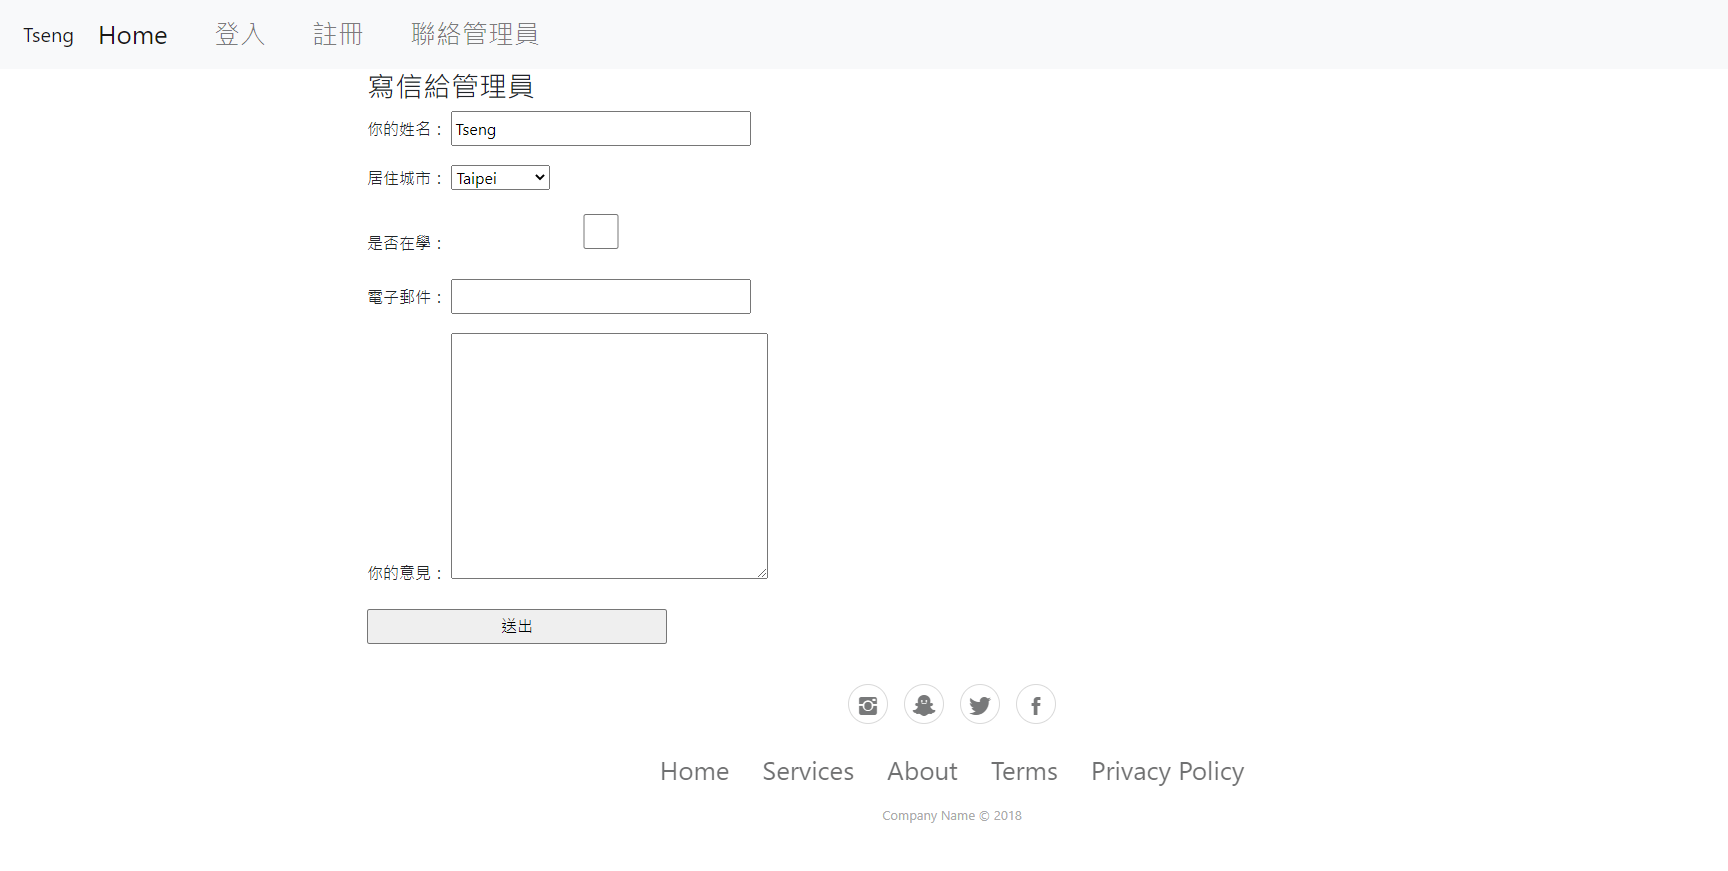 Tseng Home 登入 註冊 聯絡管理員
寫信給管理員
你的姓名： Tseng
居住城市： Taipei
是否在學：
電子郵件：
你的意見：
送出
Home Services About Terms Privacy Policy
Company Name © 2018